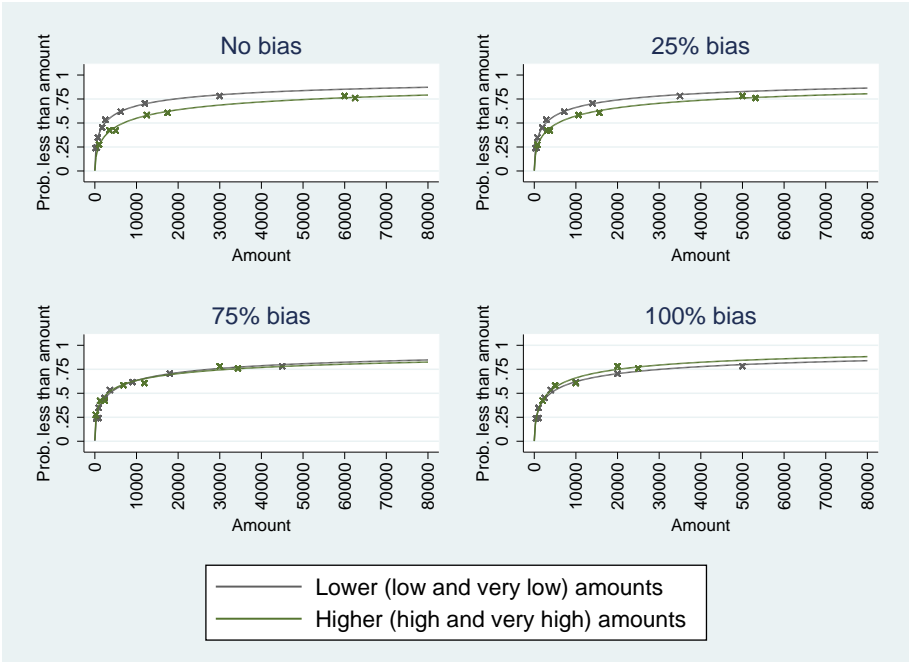 No bias
Prob. less than amount
0 .25 .5 .75 1
0 10000 20000 30000 40000 50000 60000 70000 80000
Amount
25% bias
Prob. less than amount
0 .25 .5 .75 1
0 10000 20000 30000 40000 50000 60000 70000 80000
Amount
75% bias
Prob. less than amount
0 .25 .5 .75 1
0 10000 20000 30000 40000 50000 60000 70000 80000
Amount
100% bias
Prob. less than amount
0 .25 .5 .75 1
0 10000 20000 30000 40000 50000 60000 70000 80000
Amount
Lower (low and very low) amounts
Higher (high and very high) amounts